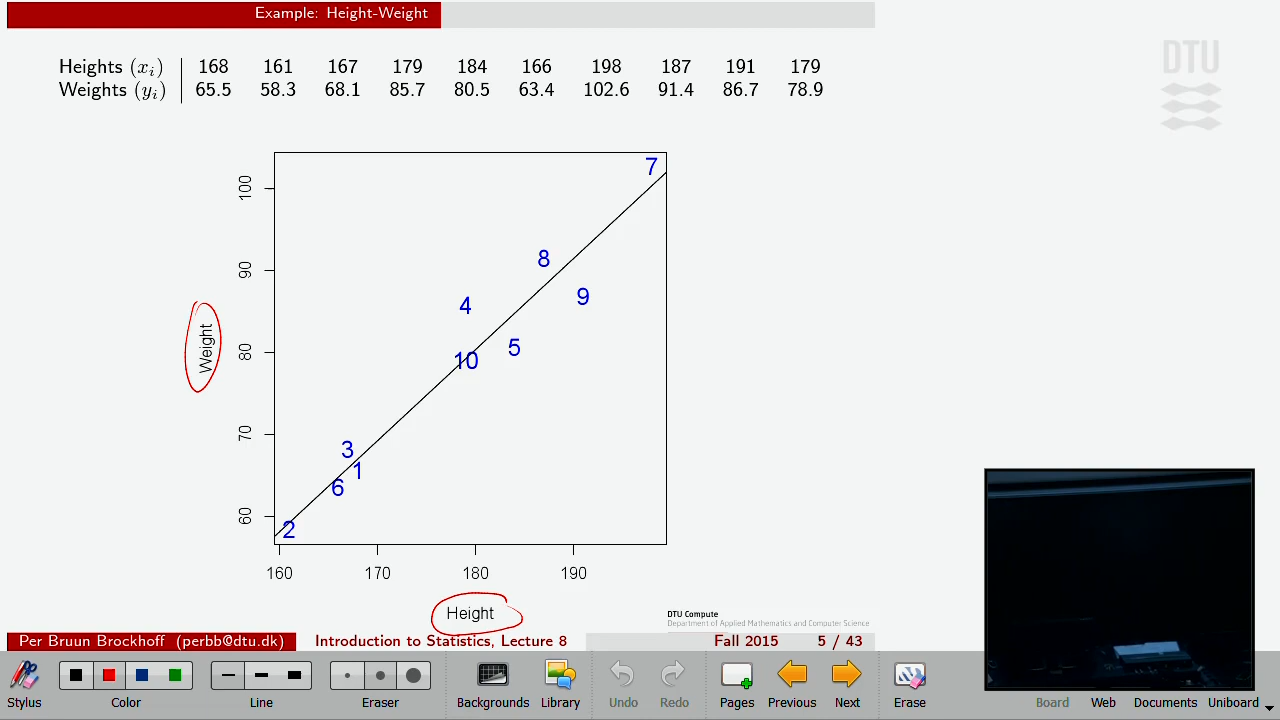 Example: Height-Weight
Heights (xi) 168 161 167 179 184 166 198 187 191 179
Weights (yi) 65.5 58.3 68.1 85.7 80.5 63.4 102.6 91.4 86.7 78.9
DTU
7
100
8
90
9
4
Weight
80
5
10
3
70
1
6
60
2
160 170 180 190
Height
DTU Compute
Department of Applied Mathematics and Computer Science
Per Bruun Brockhoff (perbb@dtu.dk) Introduction to Statistics, Lecture 8 Fall 2015 5 / 43
Stylus Color Line Eraser Backgrounds Library Undo Redo Pages Previous Next Erase Board Web Documents Uniboard